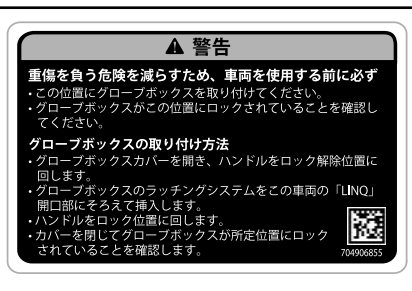 ⚠ 警告
重傷を負う危険を減らすため、車両を使用する前に必ず
・この位置にグローブボックスを取り付けてください。
・グローブボックスがこの位置にロックされていることを確認し
てください。
グローブボックスの取り付け方法
・グローブボックスカバーを開き、ハンドルをロック解除位置に
回します。
・グローブボックスのラッチングシステムをこの車両の「LINQ」
開口部にそろえて挿入します。
・ハンドルをロック位置に回します。
・カバーを閉じてグローブボックスが所定位置にロック
されていることを確認します。
704906855